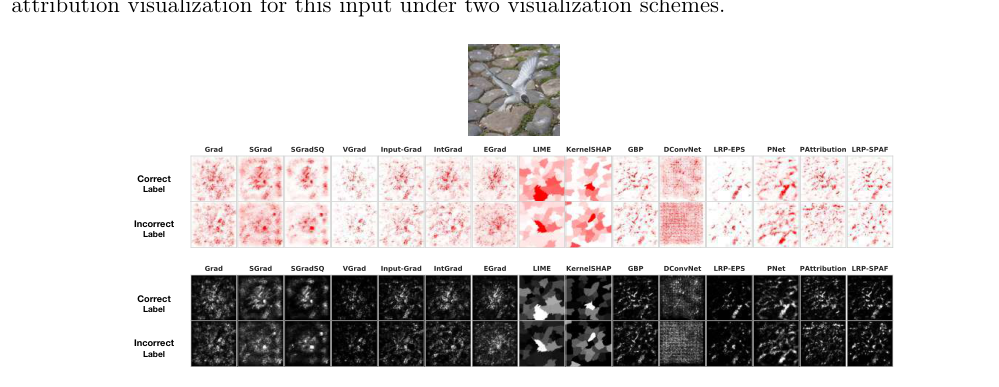 attribution visualization for this input under two visualization schemes.
Grad SGrad SGradSQ VGrad Input-Grad IntGrad EGrad LIME KernelSHAP GBP DConvNet LRP-EPS PNet PAttribution LRP-SPAF
Correct
Label
Incorrect
Label
Grad SGrad SGradSQ VGrad Input-Grad IntGrad EGrad LIME KernelSHAP GBP DConvNet LRP-EPS PNet PAttribution LRP-SPAF
Correct
Label
Incorrect
Label